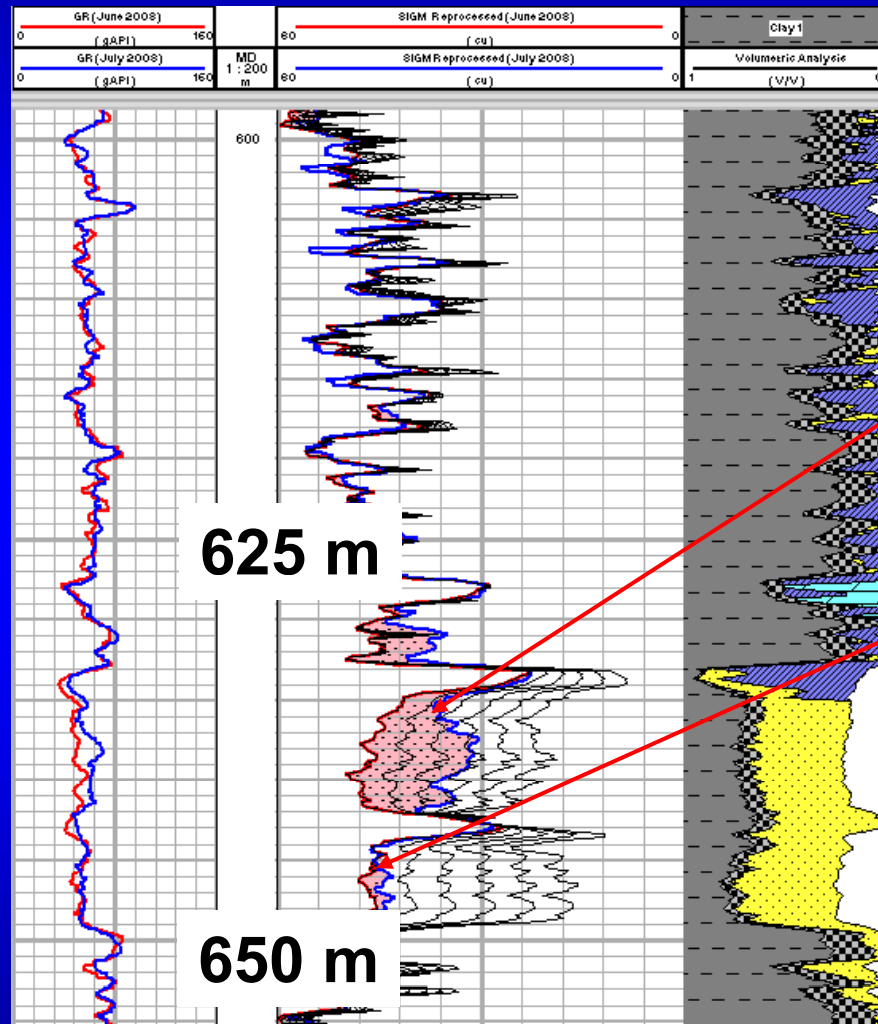 GR (June 2008)
0 160
( gAPI )
GR (July 2008)
0 160
( gAPI )
MD
1 : 200
m
SIGM Reprocessed (June 2008)
60 0
( cu )
SIGM Reprocessed (July 2008)
60 0
( cu )
Clay 1
Volumetric Analysis
1 0
( V/V )
600
625 m
650 m